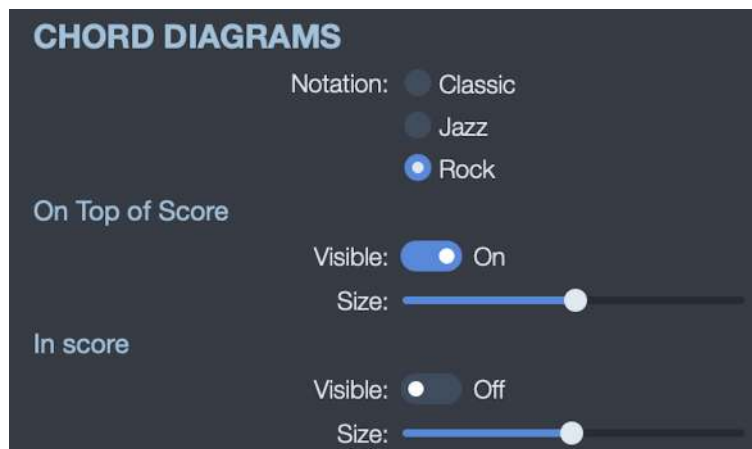 CHORD DIAGRAMS
Notation: Classic
Jazz
Rock
On Top of Score
Visible: On
Size:
In score
Visible: Off
Size: